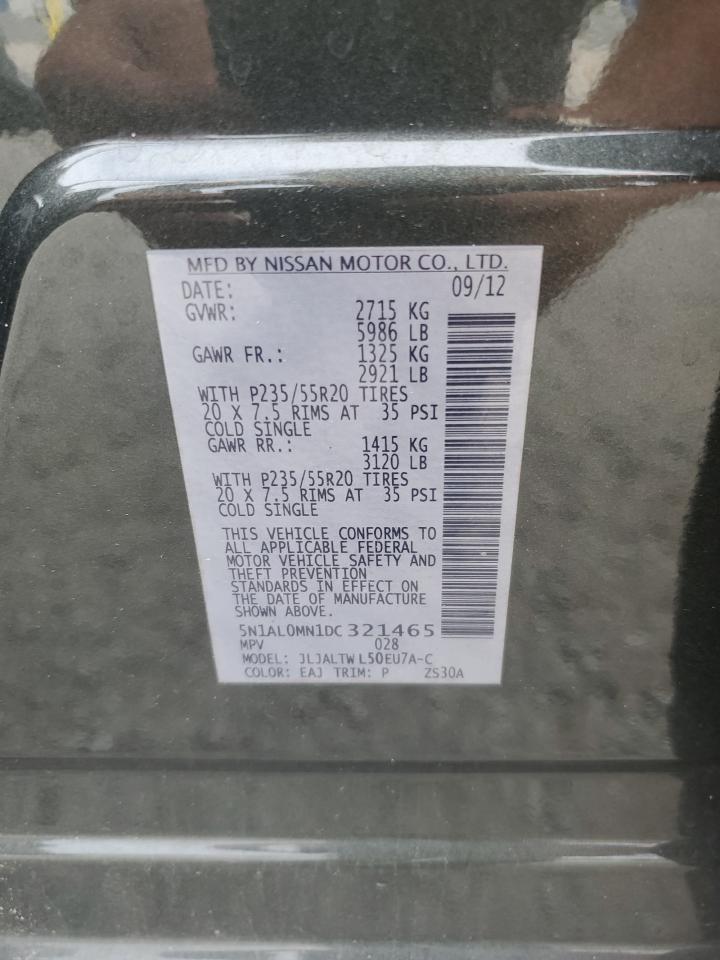 MFD BY NISSAN MOTOR CO., LTD.
DATE: 09/12
GVWR: 2715 KG
5986 LB
GAWR FR.: 1325 KG
2921 LB
WITH P235/55R20 TIRES
20 X 7.5 RIMS AT 35 PSI
COLD SINGLE
GAWR RR.: 1415 KG
3120 LB
WITH P235/55R20 TIRES
20 X 7.5 RIMS AT 35 PSI
COLD SINGLE
THIS VEHICLE CONFORMS TO
ALL APPLICABLE FEDERAL
MOTOR VEHICLE SAFETY AND
THEFT PREVENTION
STANDARDS IN EFFECT ON
THE DATE OF MANUFACTURE
SHOWN ABOVE.
5N1AL0MN1DC 321465
MPV 028
MODEL: JLJALTW L50EU7A-C
COLOR: EAJ TRIM: P ZS30A